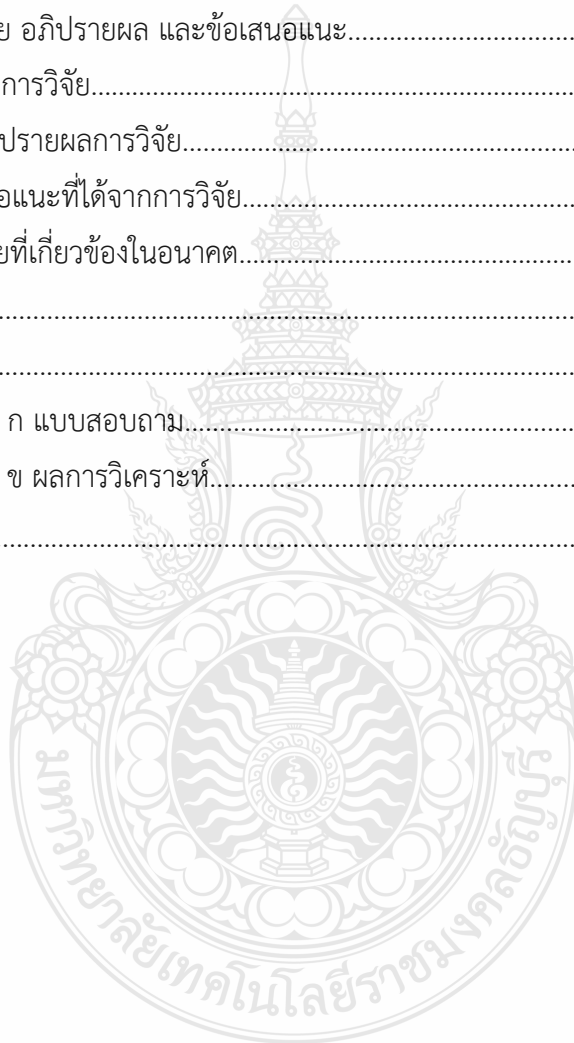 ย อภิปรายผล และข้อเสนอแนะ......................................
การวิจัย....................................................................................
ปรายผลการวิจัย...................................................................
อแนะที่ได้จากการวิจัย...........................................
ยที่เกี่ยวข้องในอนาคต..........................................................
...................................................................................................
...................................................................................................
ก แบบสอบถาม...................................................................
ข ผลการวิเคราะห์..............................................................
...................................................................................................
มหาวิทยาลัยเทคโนโลยีราชมงคลธัญบุรี